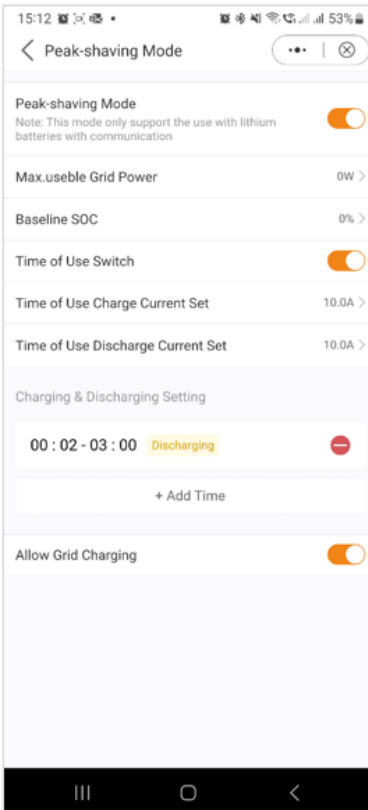 15:12 53%
Peak-shaving Mode
Peak-shaving Mode
Note: This mode only support the use with lithium
batteries with communication
Max.useble Grid Power 0W
Baseline SOC 0%
Time of Use Switch
Time of Use Charge Current Set 10.0A
Time of Use Discharge Current Set 10.0A
Charging & Discharging Setting
00 : 02 - 03 : 00 Discharging
+ Add Time
Allow Grid Charging